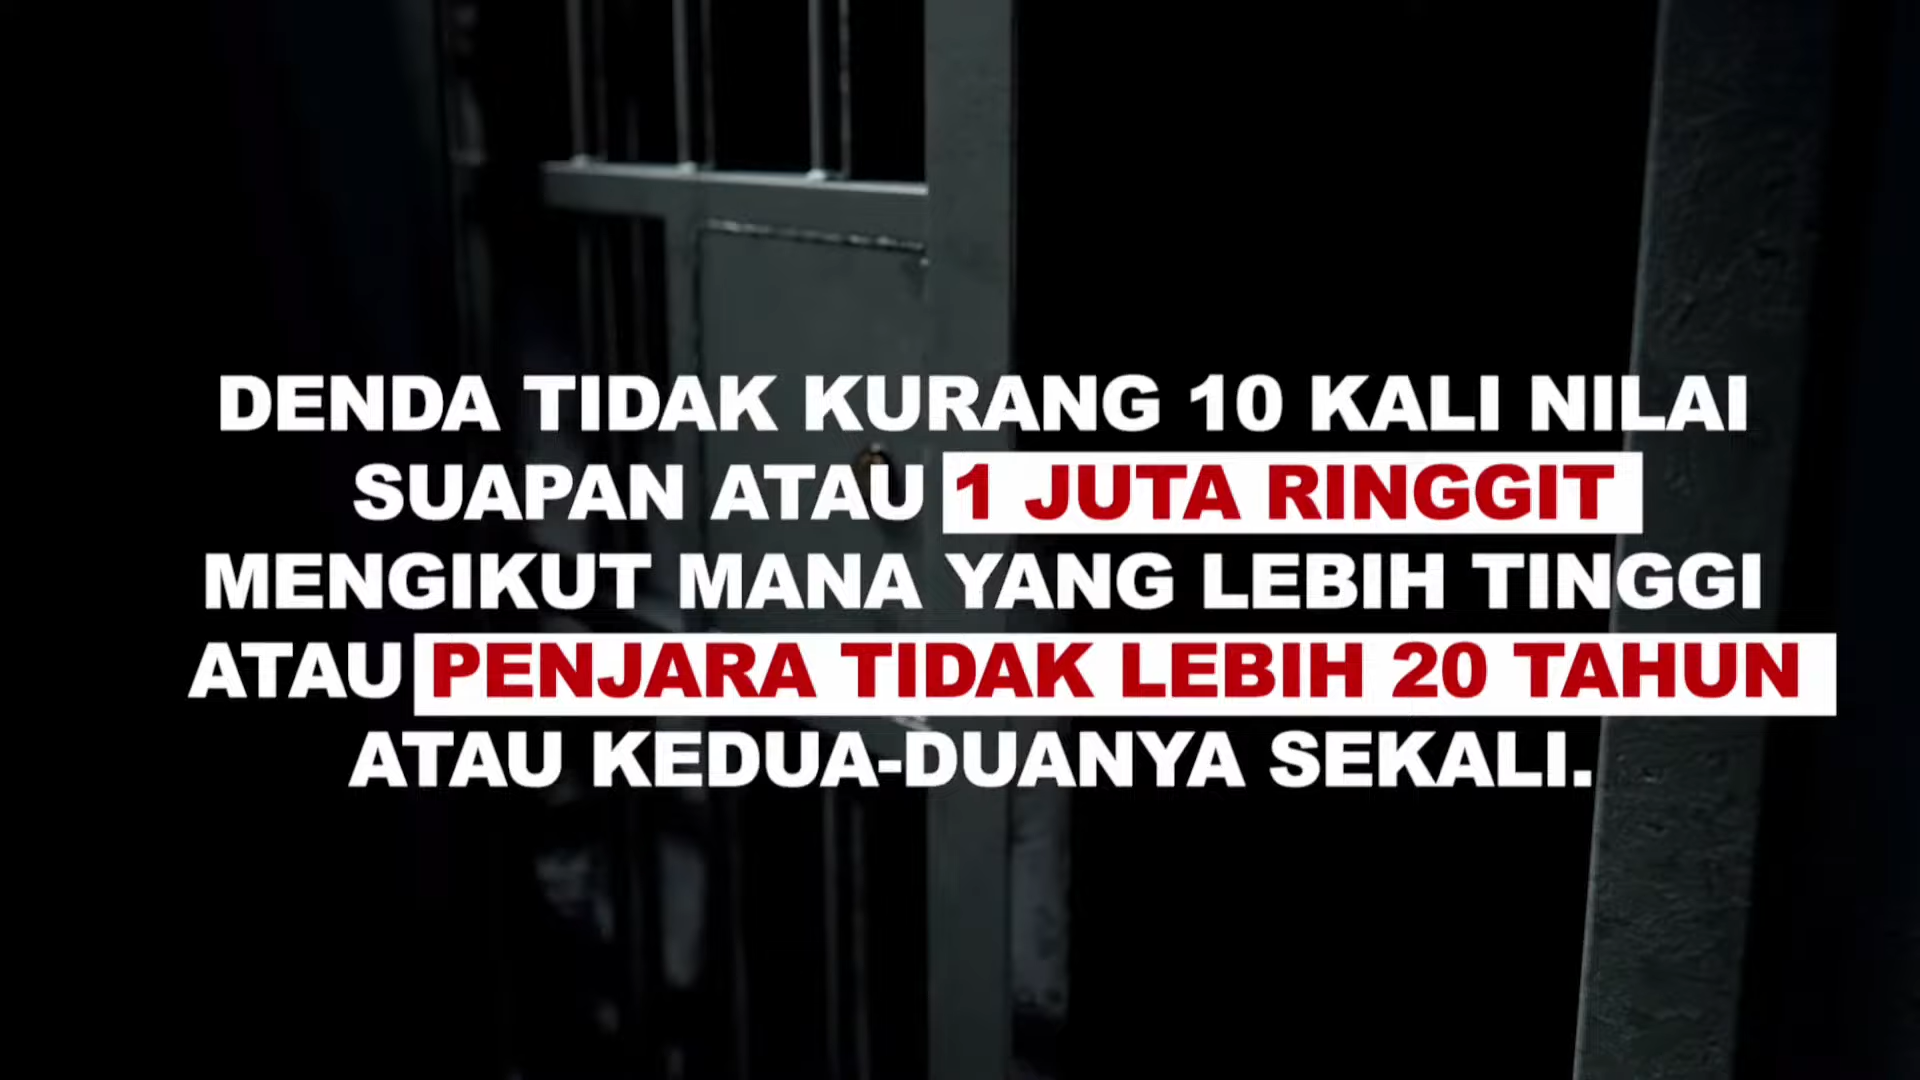 DENDA TIDAK KURANG 10 KALI NILAI
SUAPAN ATAU 1 JUTA RINGGIT
MENGIKUT MANA YANG LEBIH TINGGI
ATAU PENJARA TIDAK LEBIH 20 TAHUN
ATAU KEDUA-DUANYA SEKALI.